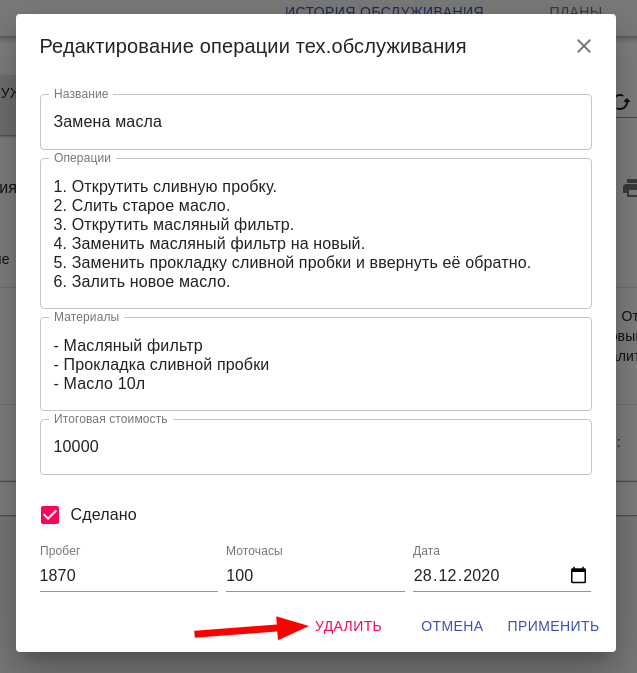 ИСТОРИЯ ОБСЛУЖИВАНИЯ
ПЛАНЫ
Редактирование операции тех.обслуживания
Название
Замена масла
Операции
1. Открутить сливную пробку.
2. Слить старое масло.
3. Открутить масляный фильтр.
4. Заменить масляный фильтр на новый.
5. Заменить прокладку сливной пробки и ввернуть её обратно.
6. Залить новое масло.
Материалы
- Масляный фильтр
- Прокладка сливной пробки
- Масло 10л
Итоговая стоимость
10000
Сделано
Пробег
Моточасы
Дата
1870
100
28.12.2020
УДАЛИТЬ
ОТМЕНА
ПРИМЕНИТЬ